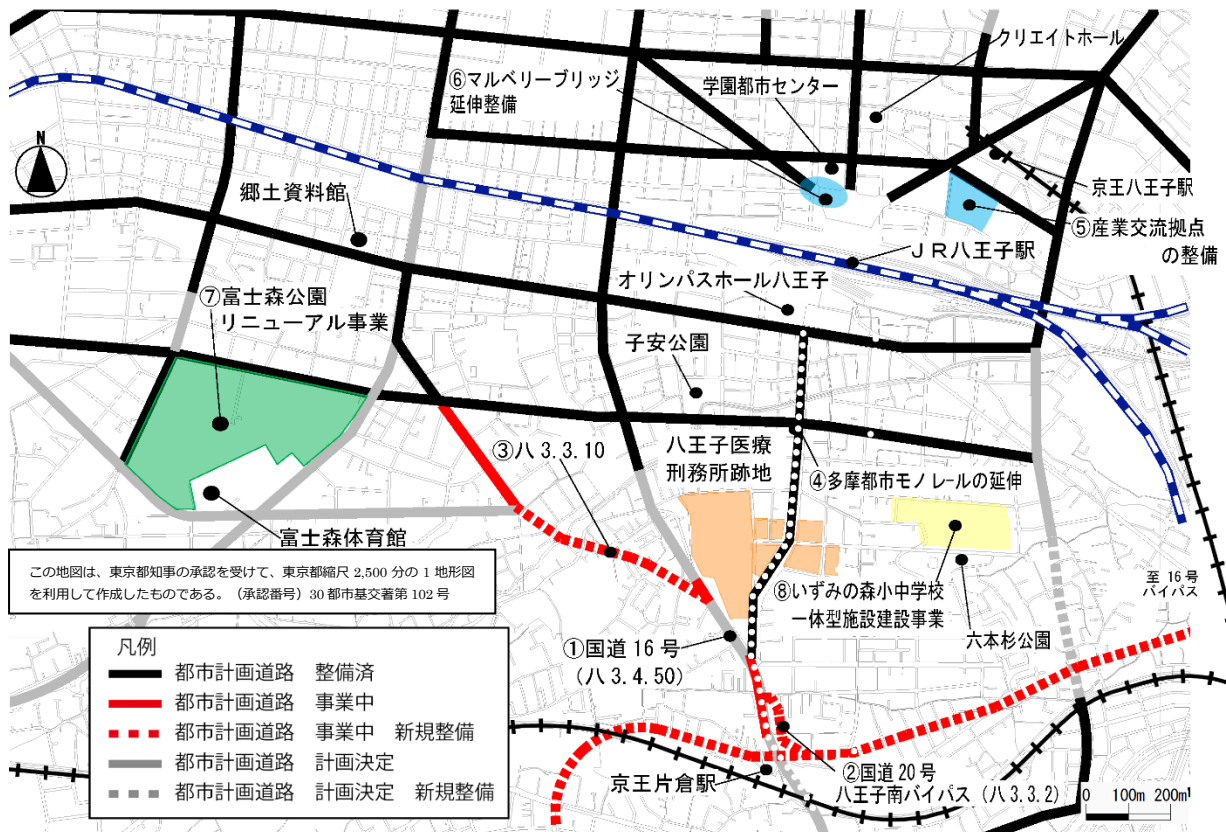 クリエイトホール
⑥マルベリーブリッジ
延伸整備
学園都市センター
N
京王八王子駅
郷土資料館
⑤産業交流拠点
の整備
ＪＲ八王子駅
オリンパスホール八王子
⑦富士森公園
リニューアル事業
子安公園
八王子医療
刑務所跡地
③八 3.3.10
④多摩都市モノレールの延伸
富士森体育館
この地図は、東京都知事の承認を受けて、東京都縮尺 2,500 分の 1 地形図
を利用して作成したものである。（承認番号）30 都市基交著第 102 号
至 16 号
バイパス
⑧いずみの森小中学校
一体型施設建設事業
六本杉公園
①国道 16 号
（八 3.4.50）
凡例
都市計画道路　整備済
都市計画道路　事業中
都市計画道路　事業中　新規整備
都市計画道路　計画決定
都市計画道路　計画決定　新規整備
京王片倉駅
②国道 20 号
八王子南バイパス（八 3.3.2）
0 100m 200m